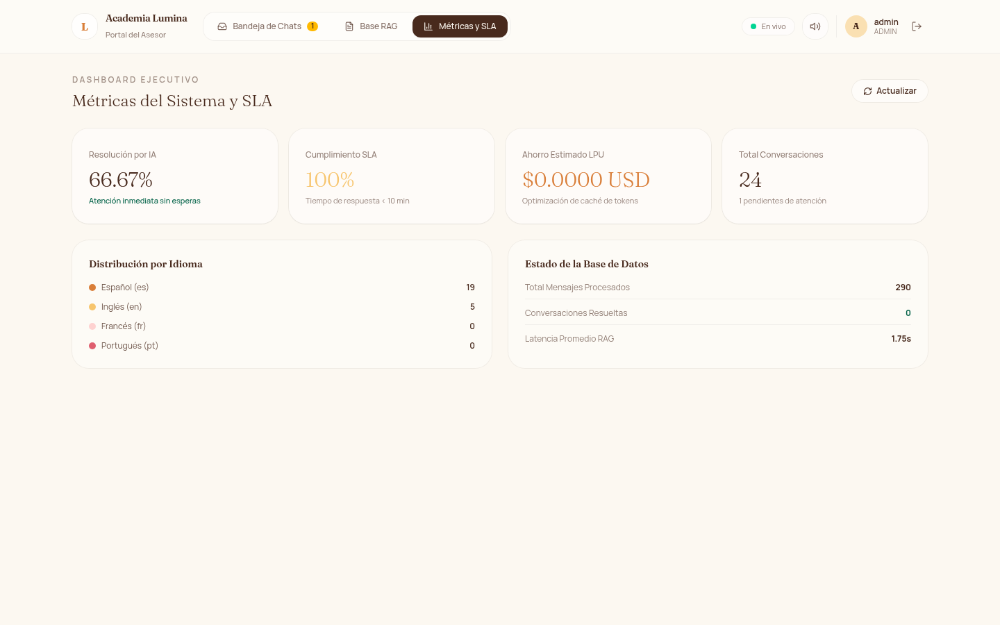 L
Academia Lumina
Portal del Asesor
Bandeja de Chats 1
Base RAG
Métricas y SLA
En vivo
A
admin
ADMIN
DASHBOARD EJECUTIVO
Métricas del Sistema y SLA
Actualizar
Resolución por IA
66.67%
Atención inmediata sin esperas
Cumplimiento SLA
100%
Tiempo de respuesta < 10 min
Ahorro Estimado LPU
$0.0000 USD
Optimización de caché de tokens
Total Conversaciones
24
1 pendientes de atención
Distribución por Idioma
Español (es) 19
Inglés (en) 5
Francés (fr) 0
Portugués (pt) 0
Estado de la Base de Datos
Total Mensajes Procesados 290
Conversaciones Resueltas 0
Latencia Promedio RAG 1.75s